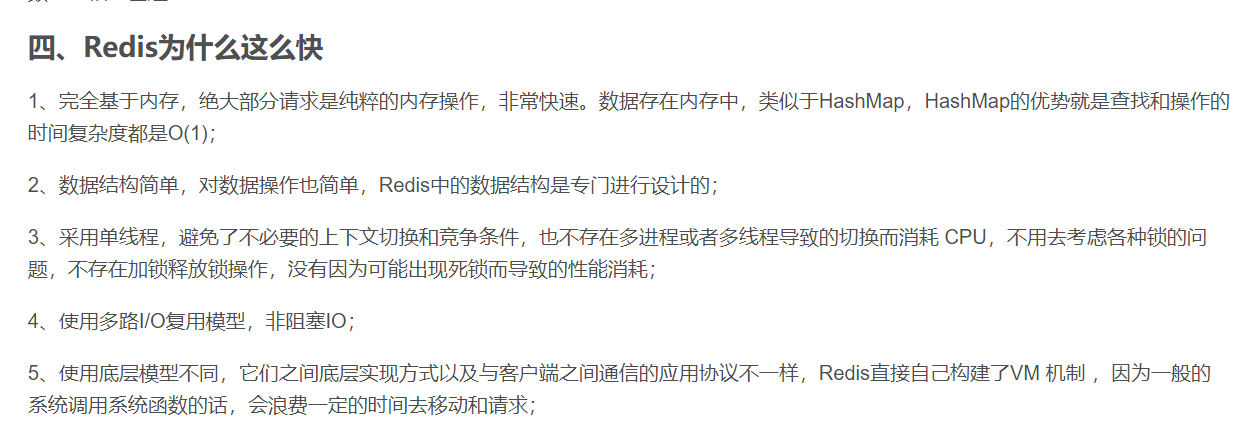 四、Redis为什么这么快
1、完全基于内存，绝大部分请求是纯粹的内存操作，非常快速。数据存在内存中，类似于HashMap，HashMap的优势就是查找和操作的
时间复杂度都是O(1)；
2、数据结构简单，对数据操作也简单，Redis中的数据结构是专门进行设计的；
3、采用单线程，避免了不必要的上下文切换和竞争条件，也不存在多进程或者多线程导致的切换而消耗 CPU，不用去考虑各种锁的问
题，不存在加锁释放锁操作，没有因为可能出现死锁而导致的性能消耗；
4、使用多路I/O复用模型，非阻塞IO；
5、使用底层模型不同，它们之间底层实现方式以及与客户端之间通信的应用协议不一样，Redis直接自己构建了VM 机制 ，因为一般的
系统调用系统函数的话，会浪费一定的时间去移动和请求；